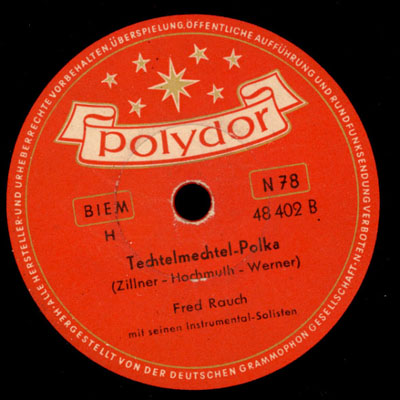 ALLE HERSTELLER- UND URHEBERRECHTE VORBEHALTEN, ÜBERSPIELUNG, ÖFFENTLICHE AUFFÜHRUNG UND RUNDFUNKSENDUNG VERBOTEN.
polydor
BIEM
N 78
H
48 402 B
Techtelmechtel-Polka
(Zillner - Hochmuth - Werner)
Fred Rauch
mit seinen Instrumental-Solisten
HERGESTELLT VON DER DEUTSCHEN GRAMMOPHON GESELLSCHAFT